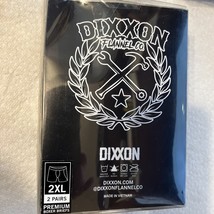 DIXXON
FLANNEL CO
DIXXON
DIXXON.COM
@DIXXONFLANNELCO
MADE IN VIETNAM
2XL
2 PAIRS
PREMIUM
BOXER BRIEFS